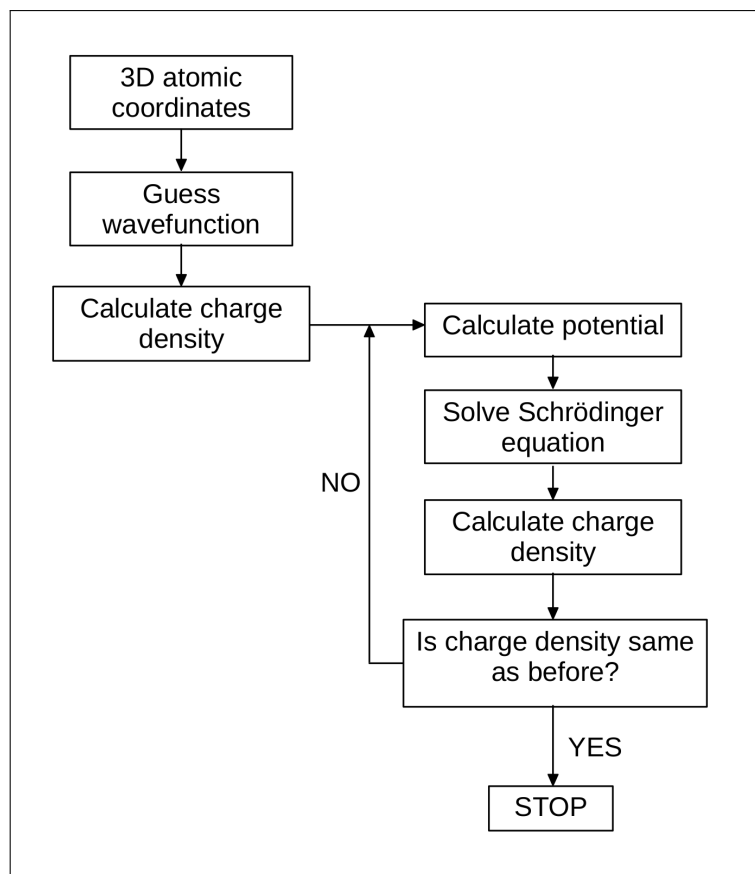 3D atomic
coordinates
Guess
wavefunction
Calculate charge
density
Calculate potential
Solve Schrödinger
equation
NO
Calculate charge
density
Is charge density same
as before?
YES
STOP